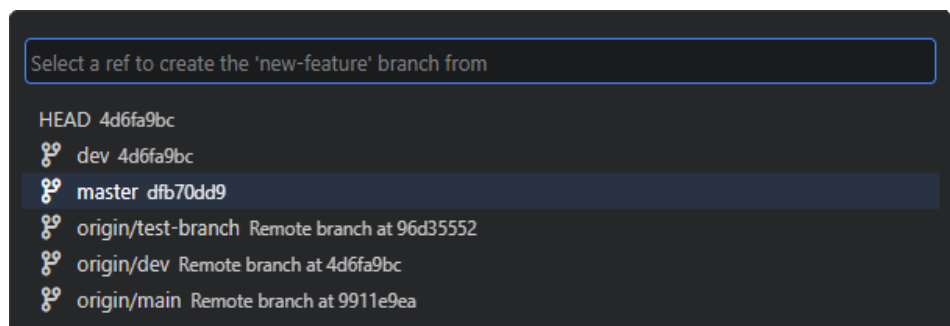 Select a ref to create the 'new-feature' branch from
HEAD 4d6fa9bc
dev 4d6fa9bc
master dfb70dd9
origin/test-branch Remote branch at 96d35552
origin/dev Remote branch at 4d6fa9bc
origin/main Remote branch at 9911e9ea